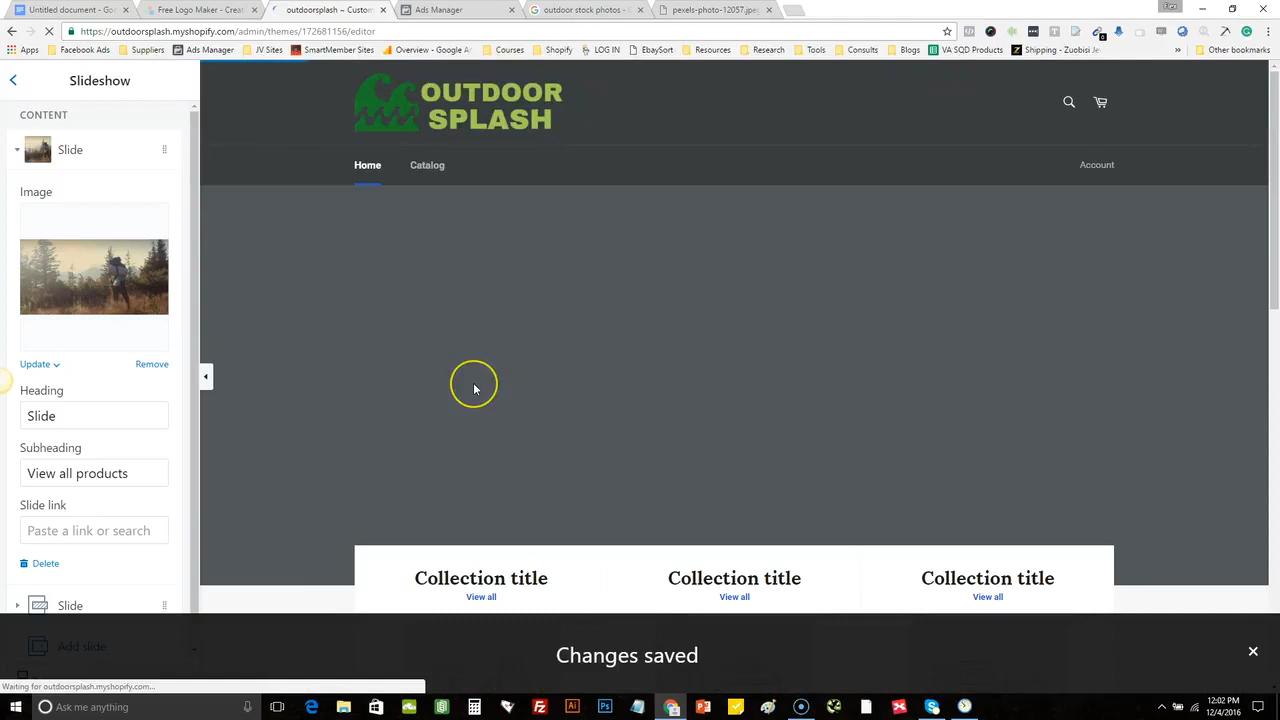 Untitled document - Go
Free Logo Maker - Creat
outdoorsplash ~ Custom
Ads Manager
outdoor stock photos - G
pexels-photo-12057.jpe
https://outdoorsplash.myshopify.com/admin/themes/172681156/editor
Apps
Facebook Ads
Suppliers
Ads Manager
JV Sites
SmartMember Sites
Overview - Google A
Courses
Shopify
LOG IN
EbaySort
Resources
Research
Tools
Consults
Blogs
VA SQD Products
Shipping - Zuobisi Je
»
Other bookmarks
Slideshow
CONTENT
Slide
Image
Update
Remove
Heading
Slide
Subheading
View all products
Slide link
Paste a link or search
Delete
Slide
Add slide
OUTDOOR
SPLASH
Home
Catalog
Account
Collection title
View all
Collection title
View all
Collection title
View all
Changes saved
Waiting for outdoorsplash.myshopify.com...
Ask me anything
12:02 PM
12/4/2016